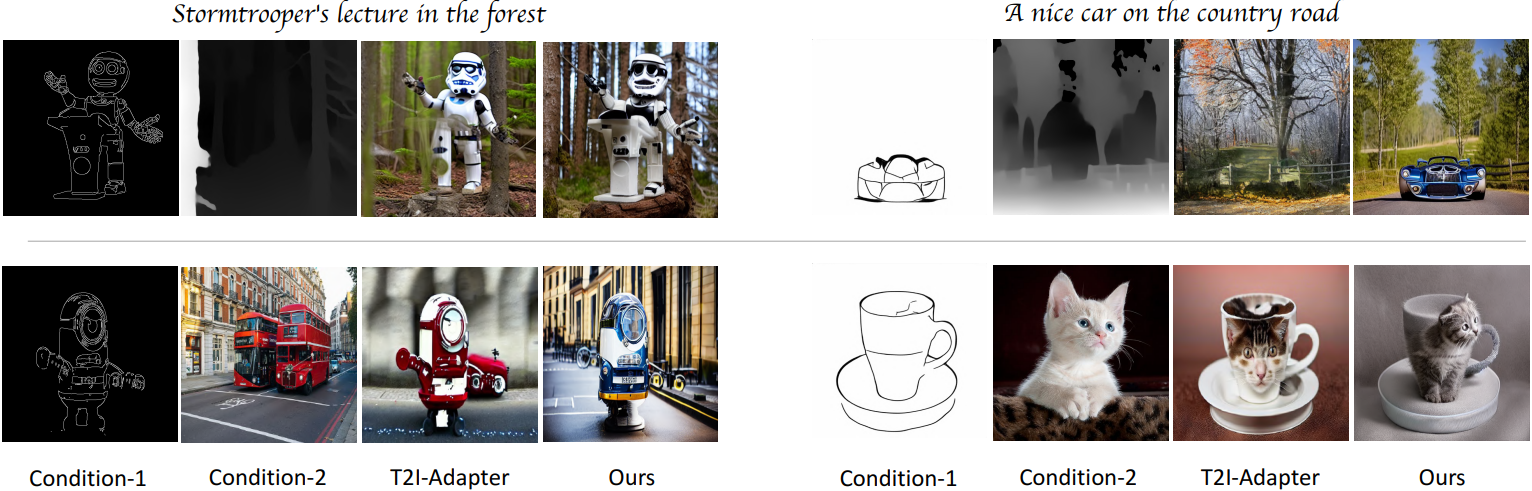 Stormtrooper's lecture in the forest
A nice car on the country road
Condition-1
Condition-2
T2I-Adapter
Ours
Condition-1
Condition-2
T2I-Adapter
Ours